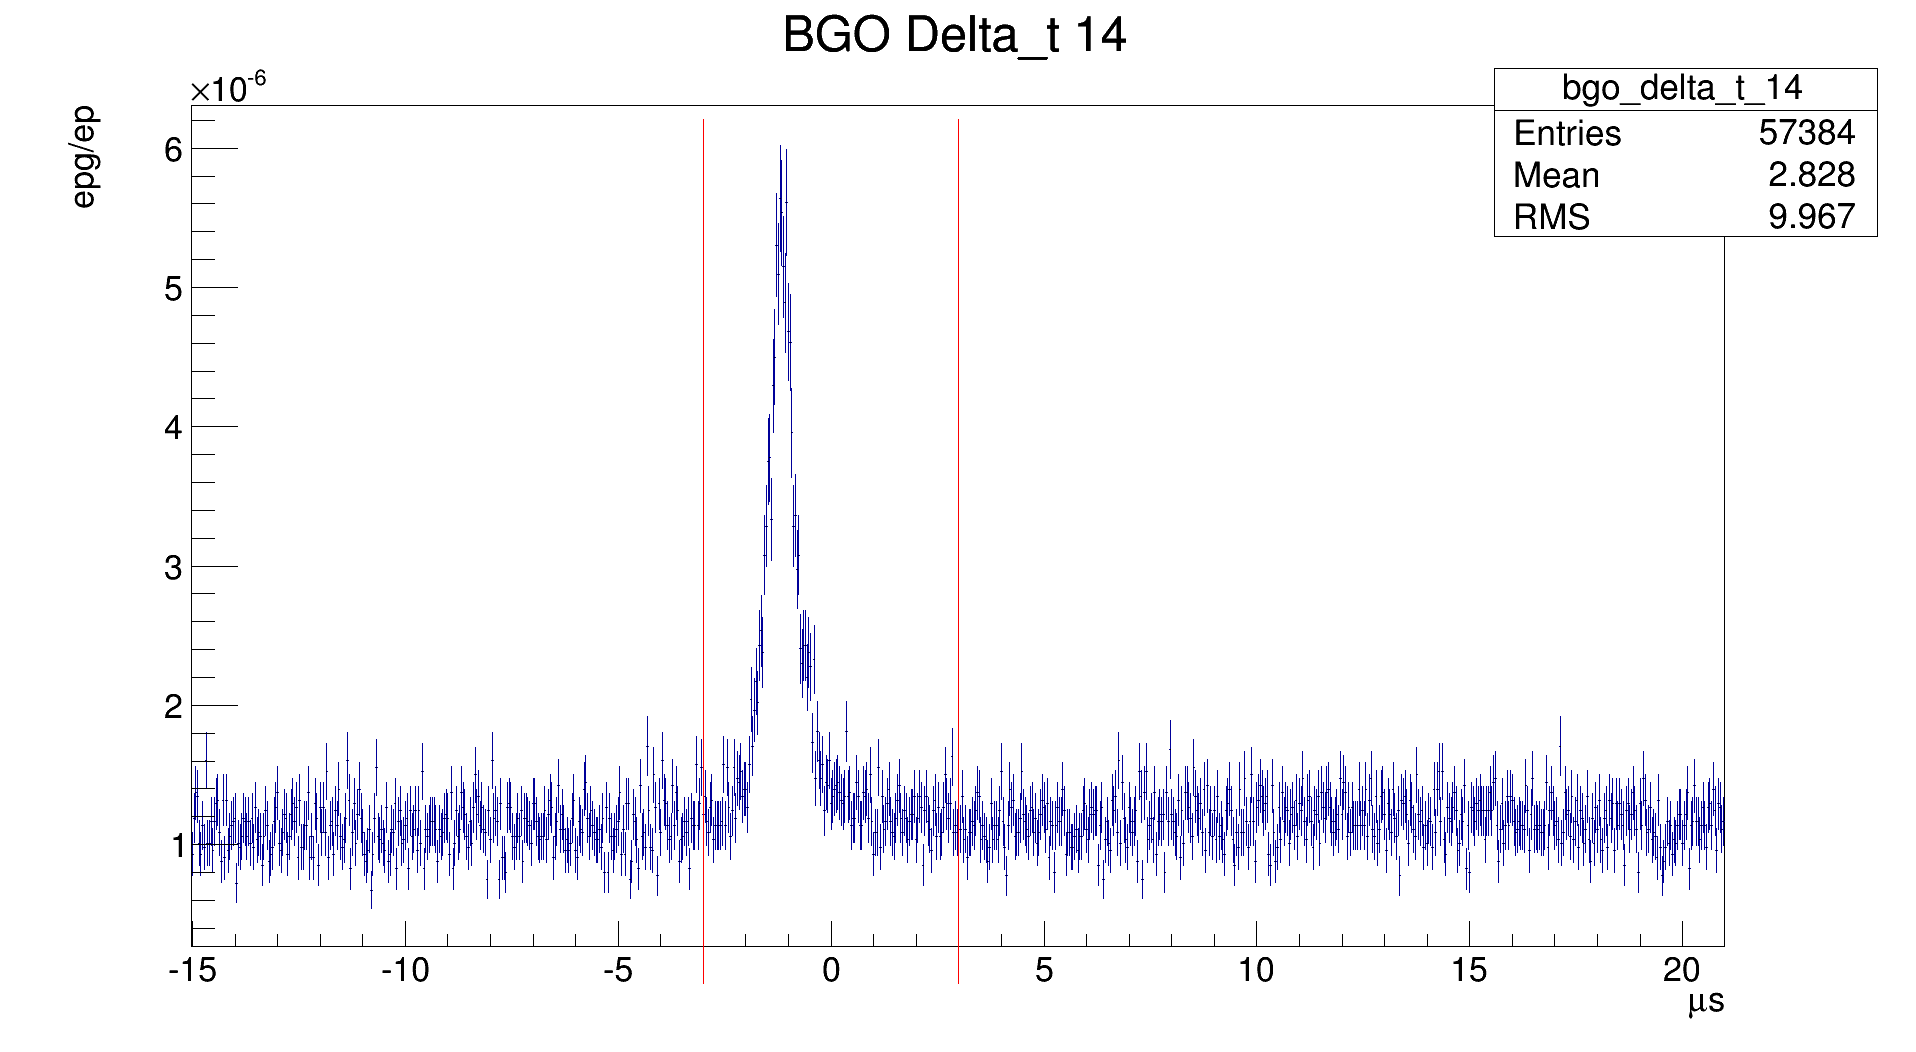 BGO Delta_t 14
×10-6
epg/ep
bgo_delta_t_14
Entries 57384
Mean 2.828
RMS 9.967
6
5
4
3
2
1
-15 -10 -5 0 5 10 15 20
μs